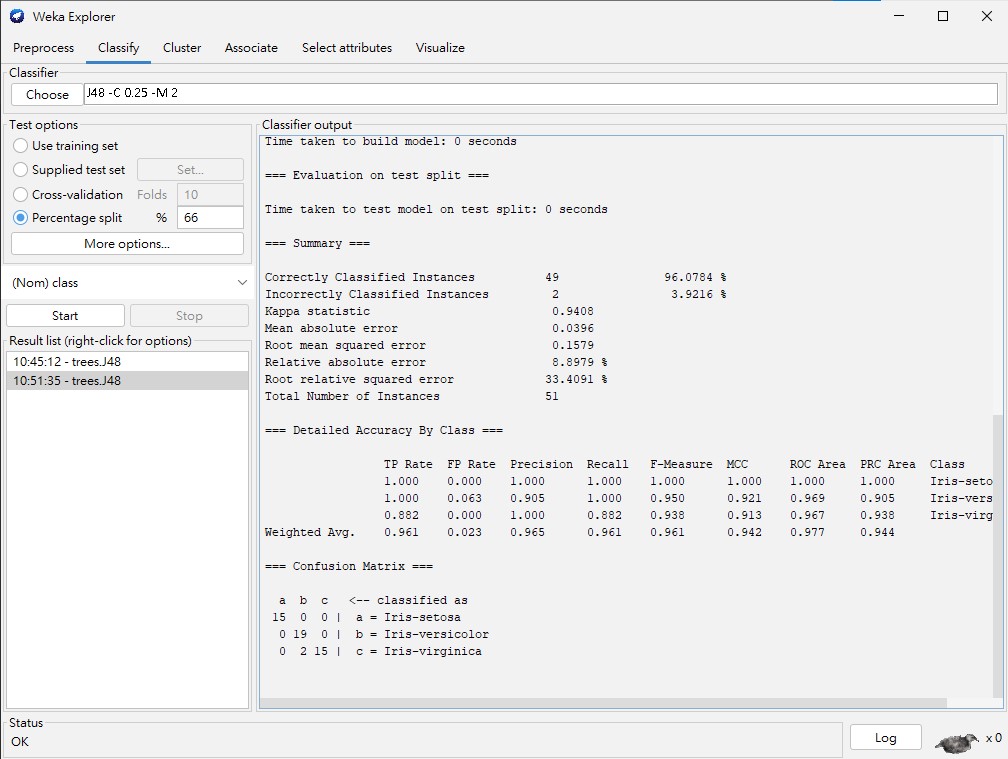 Weka Explorer
Preprocess Classify Cluster Associate Select attributes Visualize
Classifier
Choose J48 -C 0.25 -M 2
Test options
Use training set
Supplied test set Set...
Cross-validation Folds 10
Percentage split % 66
More options...
(Nom) class
Start Stop
Result list (right-click for options)
10:45:12 - trees.J48
10:51:35 - trees.J48
Classifier output
Time taken to build model: 0 seconds
=== Evaluation on test split ===
Time taken to test model on test split: 0 seconds
=== Summary ===
Correctly Classified Instances 49 96.0784 %
Incorrectly Classified Instances 2 3.9216 %
Kappa statistic 0.9408
Mean absolute error 0.0396
Root mean squared error 0.1579
Relative absolute error 8.8979 %
Root relative squared error 33.4091 %
Total Number of Instances 51
=== Detailed Accuracy By Class ===
TP Rate FP Rate Precision Recall F-Measure MCC ROC Area PRC Area Class
1.000 0.000 1.000 1.000 1.000 1.000 1.000 1.000 Iris-seto
1.000 0.063 0.905 1.000 0.950 0.921 0.969 0.905 Iris-vers
0.882 0.000 1.000 0.882 0.938 0.913 0.967 0.938 Iris-virg
Weighted Avg. 0.961 0.023 0.965 0.961 0.961 0.942 0.977 0.944
=== Confusion Matrix ===
a b c <-- classified as
15 0 0 | a = Iris-setosa
0 19 0 | b = Iris-versicolor
0 2 15 | c = Iris-virginica
Status
OK
Log x 0